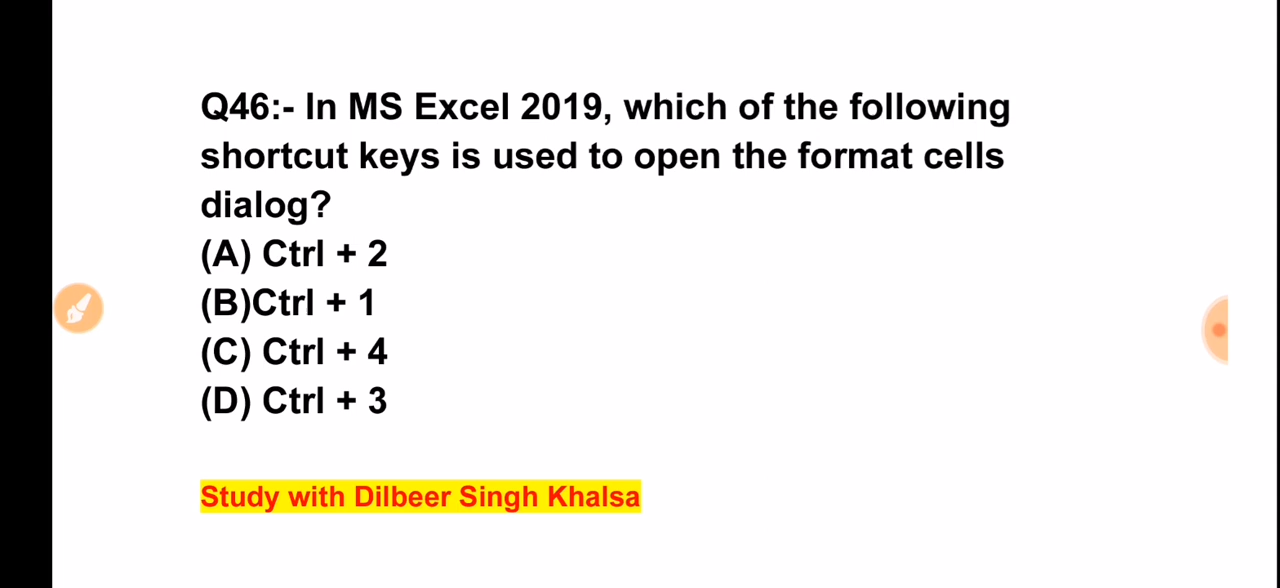 Q46:- In MS Excel 2019, which of the following
shortcut keys is used to open the format cells
dialog?
(A) Ctrl + 2
(B)Ctrl + 1
(C) Ctrl + 4
(D) Ctrl + 3
Study with Dilbeer Singh Khalsa